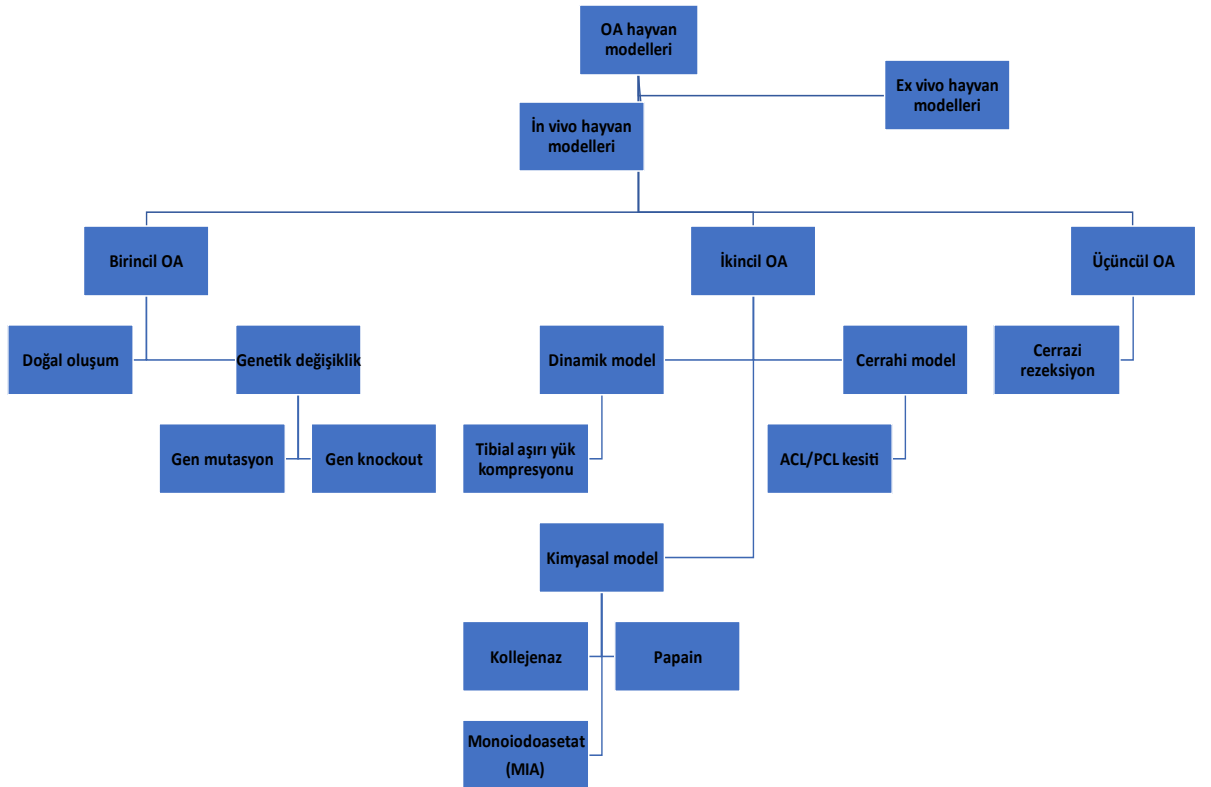 OA hayvan
modelleri
Ex vivo hayvan
modelleri
İn vivo hayvan
modelleri
Birincil OA
İkincil OA
Üçüncül OA
Doğal oluşum
Genetik değişiklik
Dinamik model
Cerrahi model
Cerrazi
rezeksiyon
Gen mutasyon
Gen knockout
Tibial aşırı yük
kompresyonu
ACL/PCL kesiti
Kimyasal model
Kollejenaz
Papain
Monoiodoasetat
(MIA)